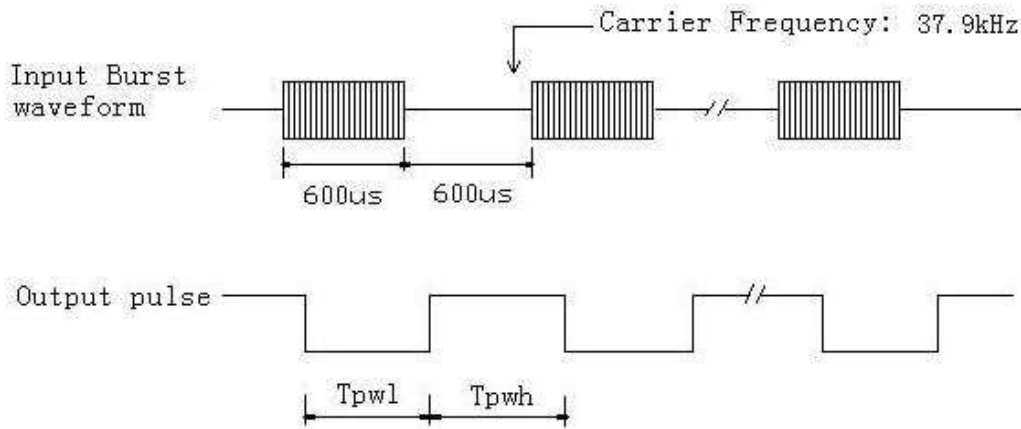 Carrier Frequency: 37.9kHz
Input Burst
waveform
600us
600us
Output pulse
Tpwl
Tpwh